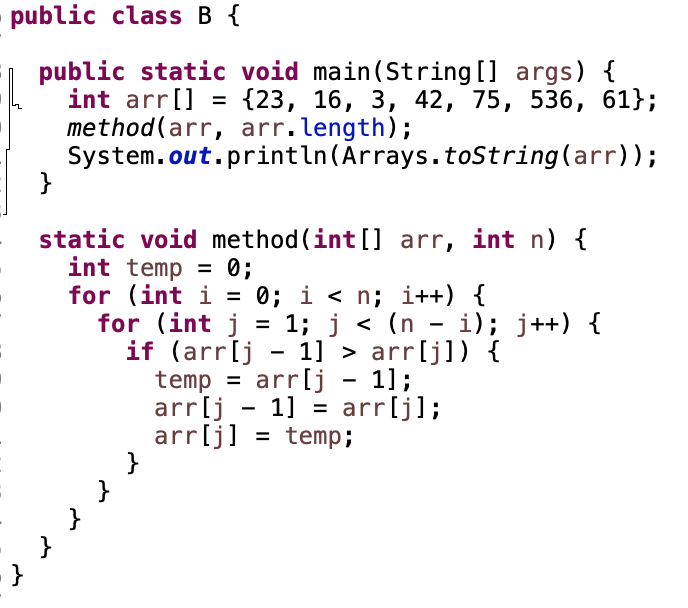 public class B {
public static void main(String[] args) {
int arr[] = {23, 16, 3, 42, 75, 536, 61};
method(arr, arr.length);
System.out.println(Arrays.toString(arr));
}
static void method(int[] arr, int n) {
int temp = 0;
for (int i = 0; i < n; i++) {
for (int j = 1; j < (n - i); j++) {
if (arr[j - 1] > arr[j]) {
temp = arr[j - 1];
arr[j - 1] = arr[j];
arr[j] = temp;
}
}
}
}
}